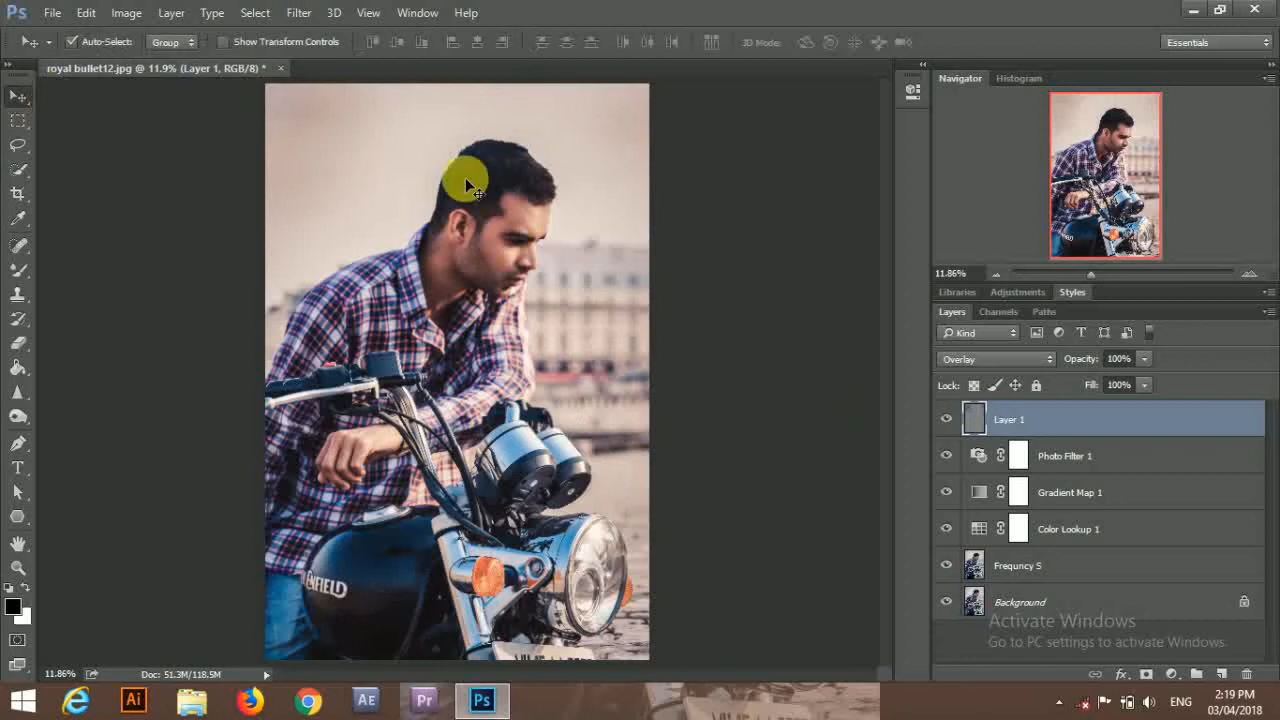 Ps File Edit Image Layer Type Select Filter 3D View Window Help
Auto-Select: Group Show Transform Controls 3D Mode: Essentials
royal bullet12.jpg @ 11.9% (Layer 1, RGB/8) * ×
Navigator Histogram
11.86%
Libraries Adjustments Styles
Layers Channels Paths
Kind
Overlay Opacity: 100%
Lock: Fill: 100%
Layer 1
Photo Filter 1
Gradient Map 1
Color Lookup 1
Frequncy S
ENFIELD
Background
Activate Windows
Go to PC settings to activate Windows.
11.86% Doc: 51.3M/118.5M
fx
Ai AE Pr Ps ENG 2:19 PM
03/04/2018